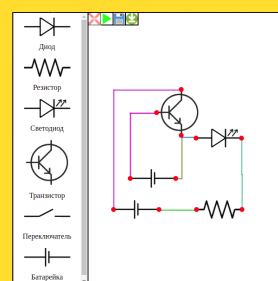 Диод
Резистор
Светодиод
Транзистор
Переключатель
Батарейка